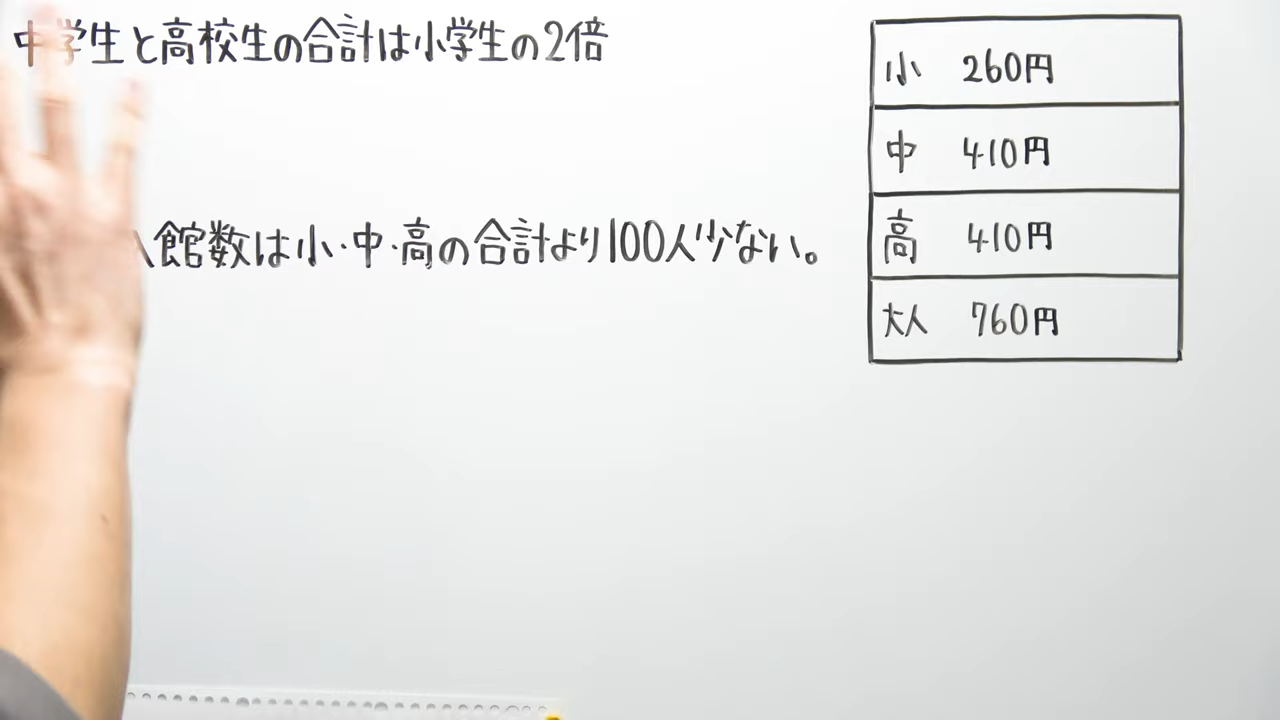 中学生と高校生の合計は小学生の2倍
館数は小・中・高の合計より100人少ない。
小 260円
中 410円
高 410円
大人 760円